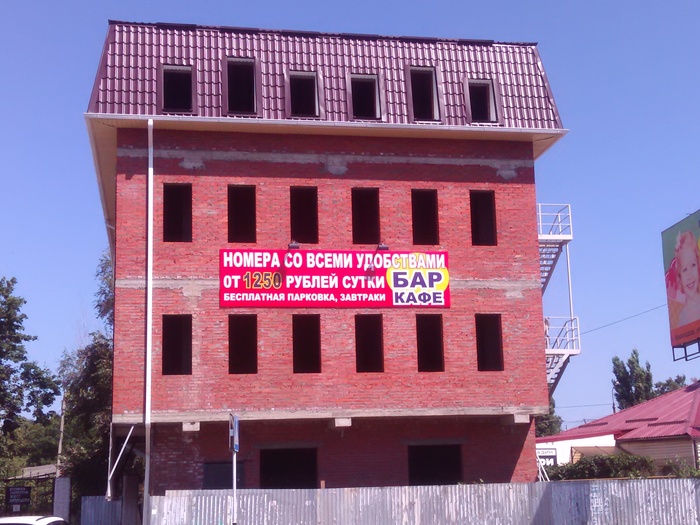 НОМЕРА СО ВСЕМИ УДОБСТВАМИ
ОТ 1250 РУБЛЕЙ СУТКИ
БЕСПЛАТНАЯ ПАРКОВКА, ЗАВТРАКИ
БАР
КАФЕ